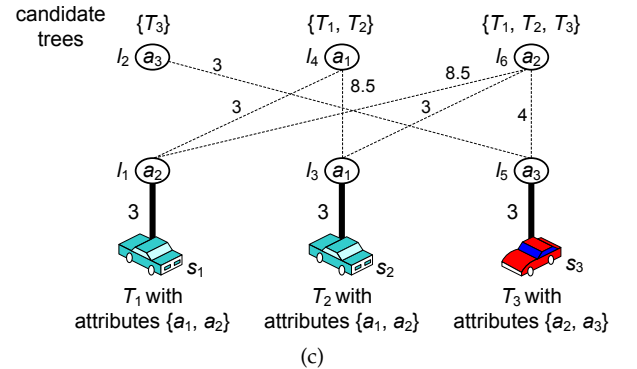 candidate trees
{T3} {T1, T2} {T1, T2, T3}
l2 a3 l4 a1 l6 a2
3 8.5 8.5
3 3 4
l1 a2 l3 a1 l5 a3
3 3 3
s1 s2 s3
T1 with T2 with T3 with
attributes {a1, a2} attributes {a1, a2} attributes {a2, a3}
(c)